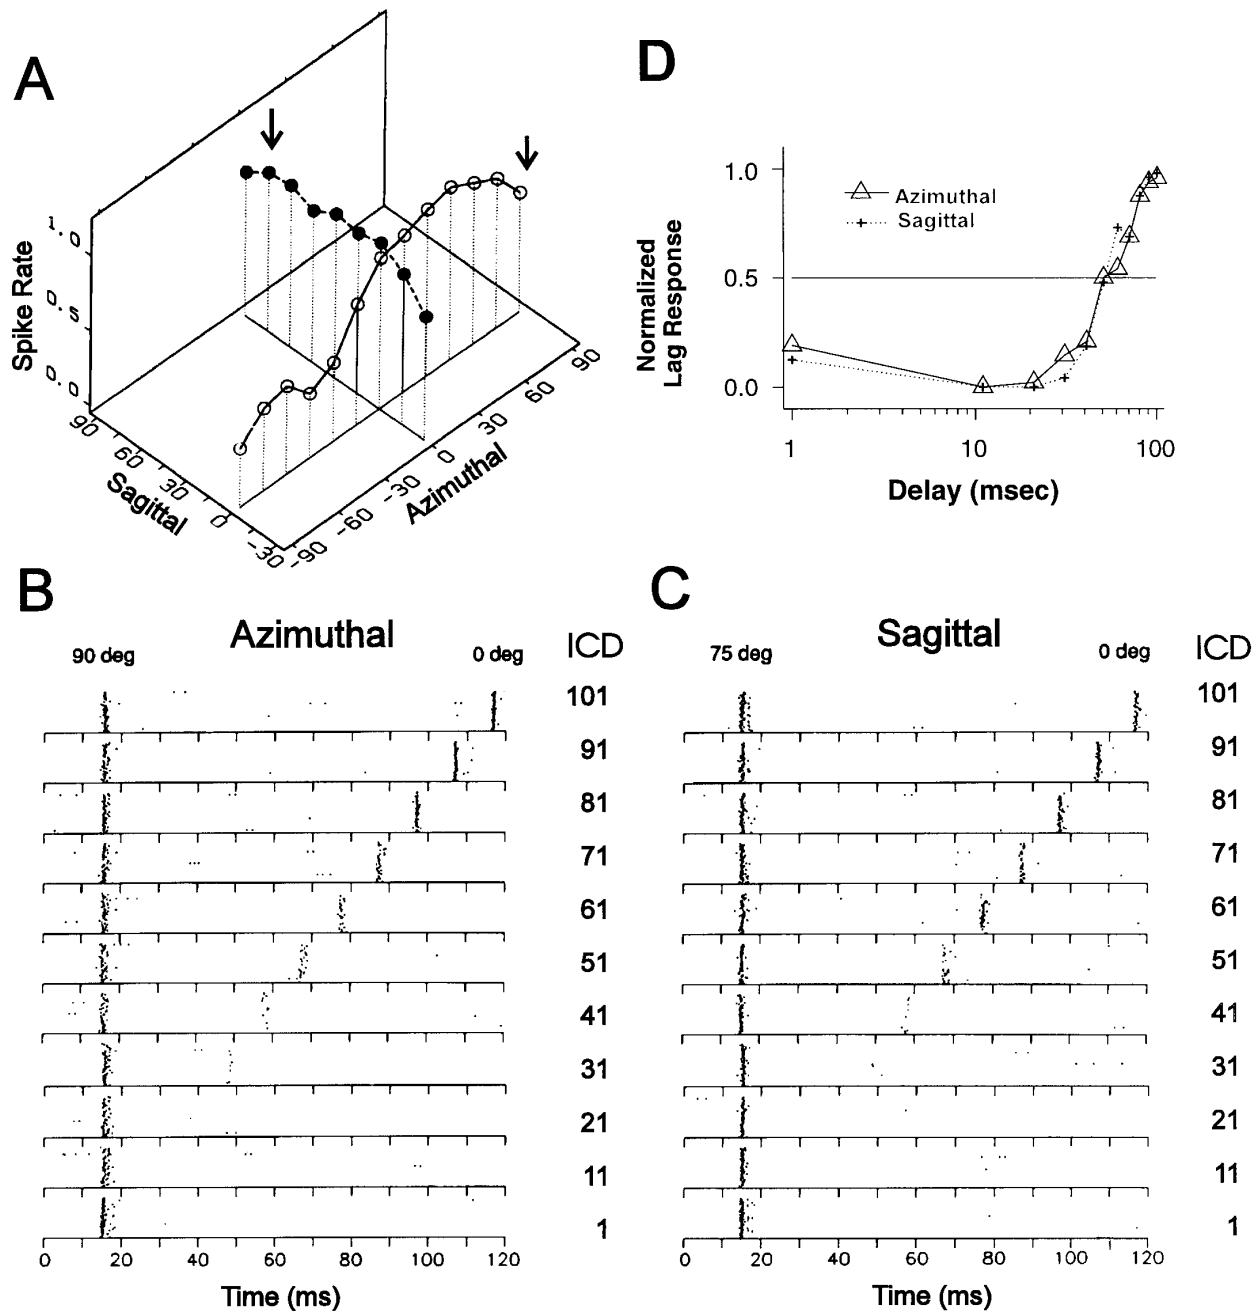 A
Spike Rate
1.0
0.5
0.0
90
60
30
0
-30
Sagittal
-90
-60
-30
0
30
60
90
Azimuthal
D
Normalized
Lag Response
1.0
0.5
0.0
Azimuthal
Sagittal
1
10
100
Delay (msec)
B
Azimuthal
90 deg
0 deg
ICD
101
91
81
71
61
51
41
31
21
11
1
0
20
40
60
80
100
120
Time (ms)
C
Sagittal
75 deg
0 deg
ICD
101
91
81
71
61
51
41
31
21
11
1
0
20
40
60
80
100
120
Time (ms)